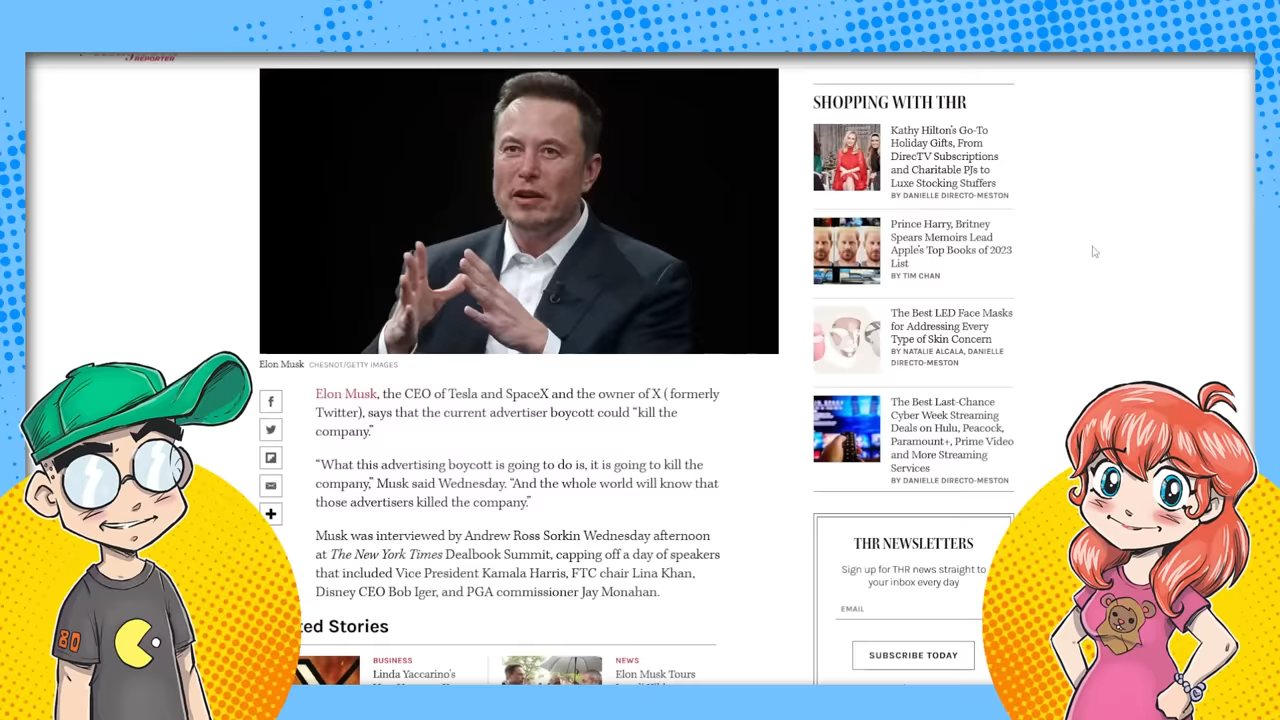 REPORTER
Elon Musk CHESNOT/GETTY IMAGES
Elon Musk, the CEO of Tesla and SpaceX and the owner of X ( formerly
Twitter), says that the current advertiser boycott could “kill the
company.”
“What this advertising boycott is going to do is, it is going to kill the
company,” Musk said Wednesday. “And the whole world will know that
those advertisers killed the company.”
Musk was interviewed by Andrew Ross Sorkin Wednesday afternoon
at The New York Times Dealbook Summit, capping off a day of speakers
that included Vice President Kamala Harris, FTC chair Lina Khan,
Disney CEO Bob Iger, and PGA commissioner Jay Monahan.
ted Stories
BUSINESS
Linda Yaccarino's
NEWS
Elon Musk Tours
SHOPPING WITH THR
Kathy Hilton's Go-To
Holiday Gifts, From
DirecTV Subscriptions
and Charitable PJs to
Luxe Stocking Stuffers
BY DANIELLE DIRECTO-MESTON
Prince Harry, Britney
Spears Memoirs Lead
Apple's Top Books of 2023
List
BY TIM CHAN
The Best LED Face Masks
for Addressing Every
Type of Skin Concern
BY NATALIE ALCALA, DANIELLE
DIRECTO-MESTON
The Best Last-Chance
Cyber Week Streaming
Deals on Hulu, Peacock,
Paramount+, Prime Video
and More Streaming
Services
BY DANIELLE DIRECTO-MESTON
THR NEWSLETTERS
Sign up for THR news straight to
your inbox every day
EMAIL
SUBSCRIBE TODAY
80